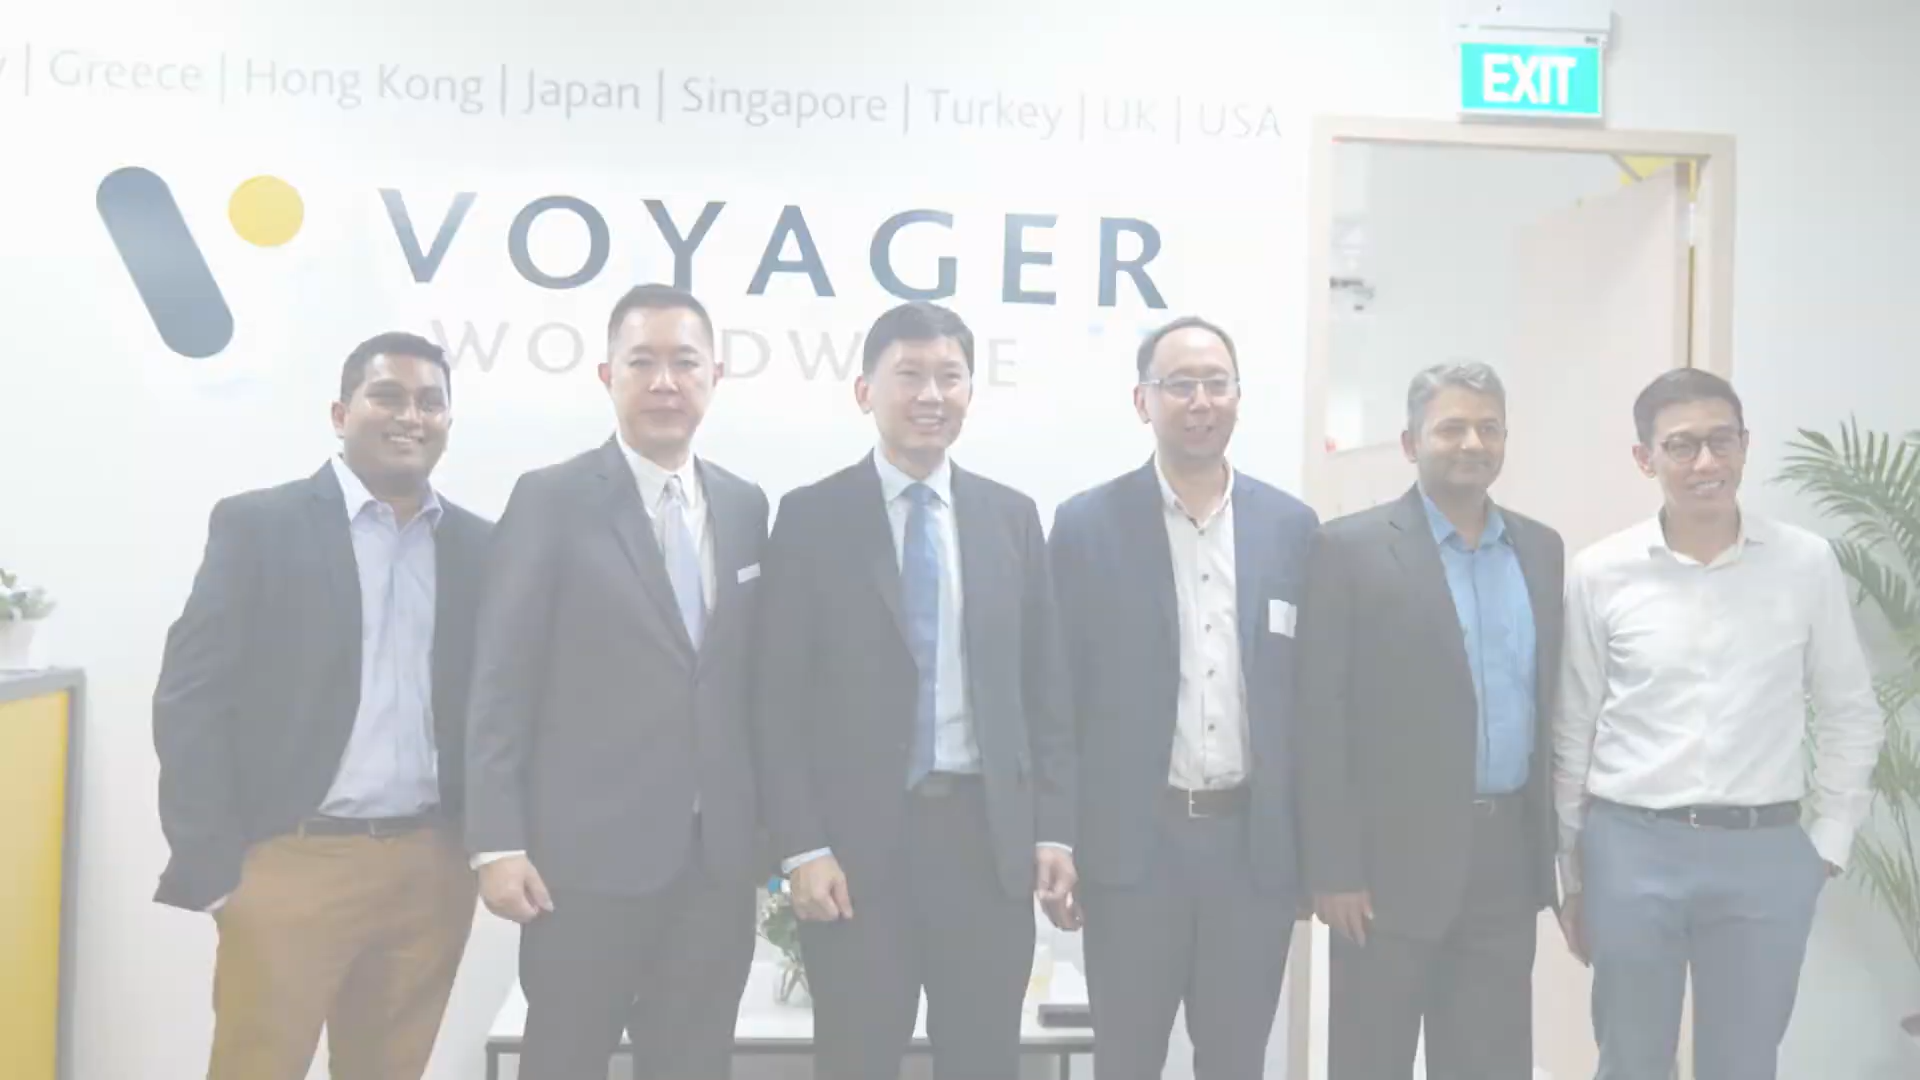 | Greece | Hong Kong | Japan | Singapore | Turkey | UK | USA
EXIT
VOYAGER